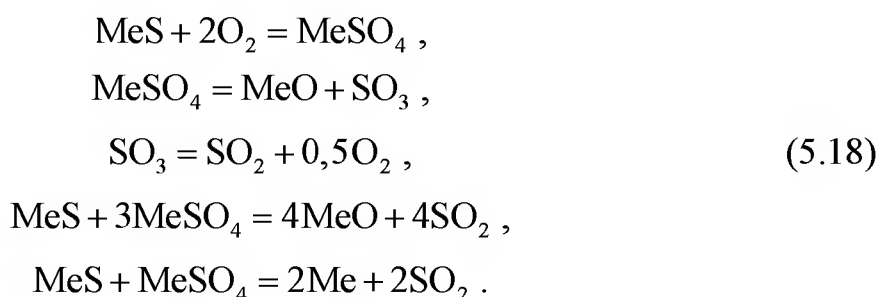 MeS + 2O₂ = MeSO₄ ,
MeSO₄ = MeO + SO₃ ,
SO₃ = SO₂ + 0,5O₂ , (5.18)
MeS + 3MeSO₄ = 4MeO + 4SO₂ ,
MeS + MeSO₄ = 2Me + 2SO₂ .